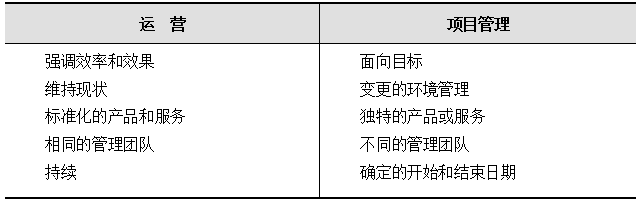 运 营 项目管理
强调效率和效果 面向目标
维持现状 变更的环境管理
标准化的产品和服务 独特的产品或服务
相同的管理团队 不同的管理团队
持续 确定的开始和结束日期